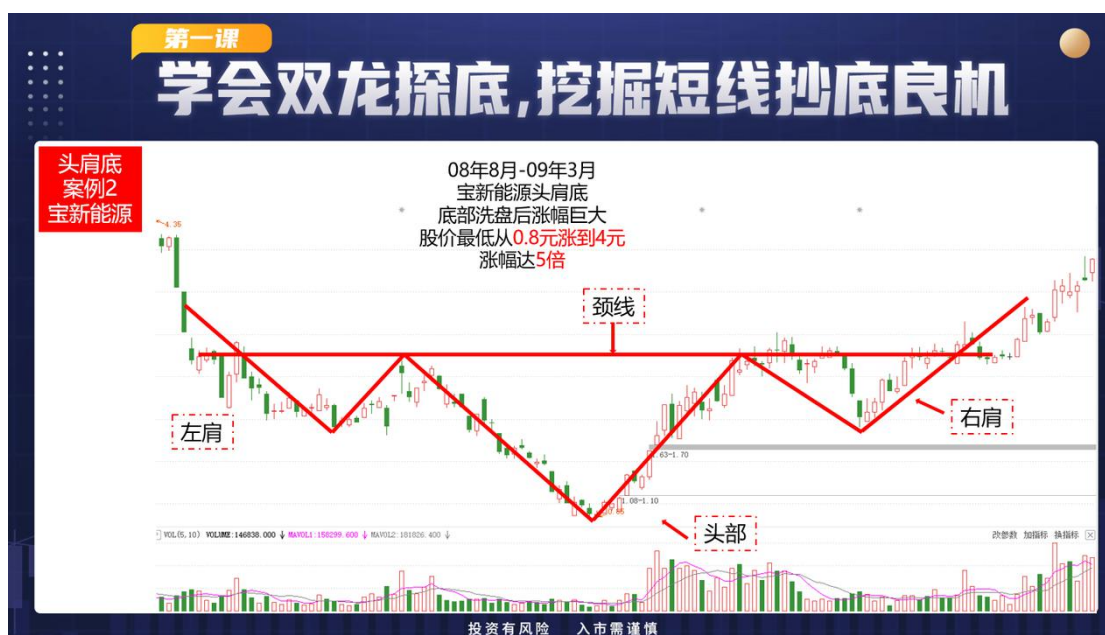 第一课
学会双龙探底,挖掘短线抄底良机
头肩底
案例2
宝新能源
08年8月-09年3月
宝新能源头肩底
底部洗盘后涨幅巨大
股价最低从0.8元涨到4元
涨幅达5倍
4.35
颈线
左肩
右肩
63-1.70
1.08-1.10
头部
VOL(5,10) VOLUME:146838.000 ↓ MAVOL1:158299.600 ↓ MAVOL2:181826.400 ↓
改参数 加指标 换指标
投资有风险 入市需谨慎